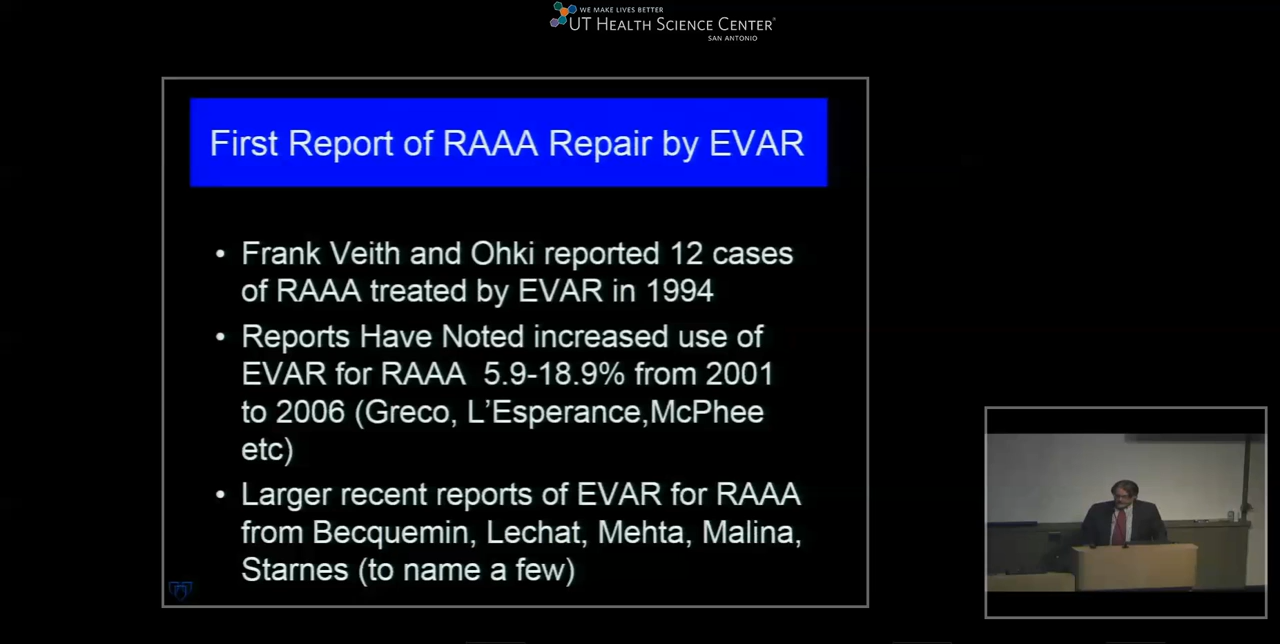 WE MAKE LIVES BETTER
UT HEALTH SCIENCE CENTER®
SAN ANTONIO
First Report of RAAA Repair by EVAR
• Frank Veith and Ohki reported 12 cases
of RAAA treated by EVAR in 1994
• Reports Have Noted increased use of
EVAR for RAAA 5.9-18.9% from 2001
to 2006 (Greco, L'Esperance,McPhee
etc)
• Larger recent reports of EVAR for RAAA
from Becquemin, Lechat, Mehta, Malina,
Starnes (to name a few)